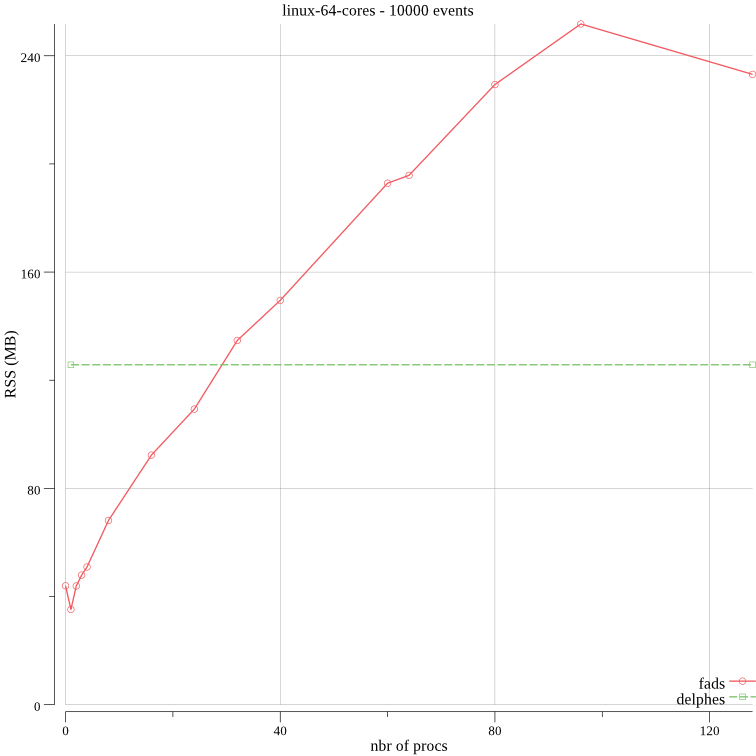 linux-64-cores - 10000 events
240
160
80
0
RSS (MB)
0
40
80
120
nbr of procs
fads
delphes